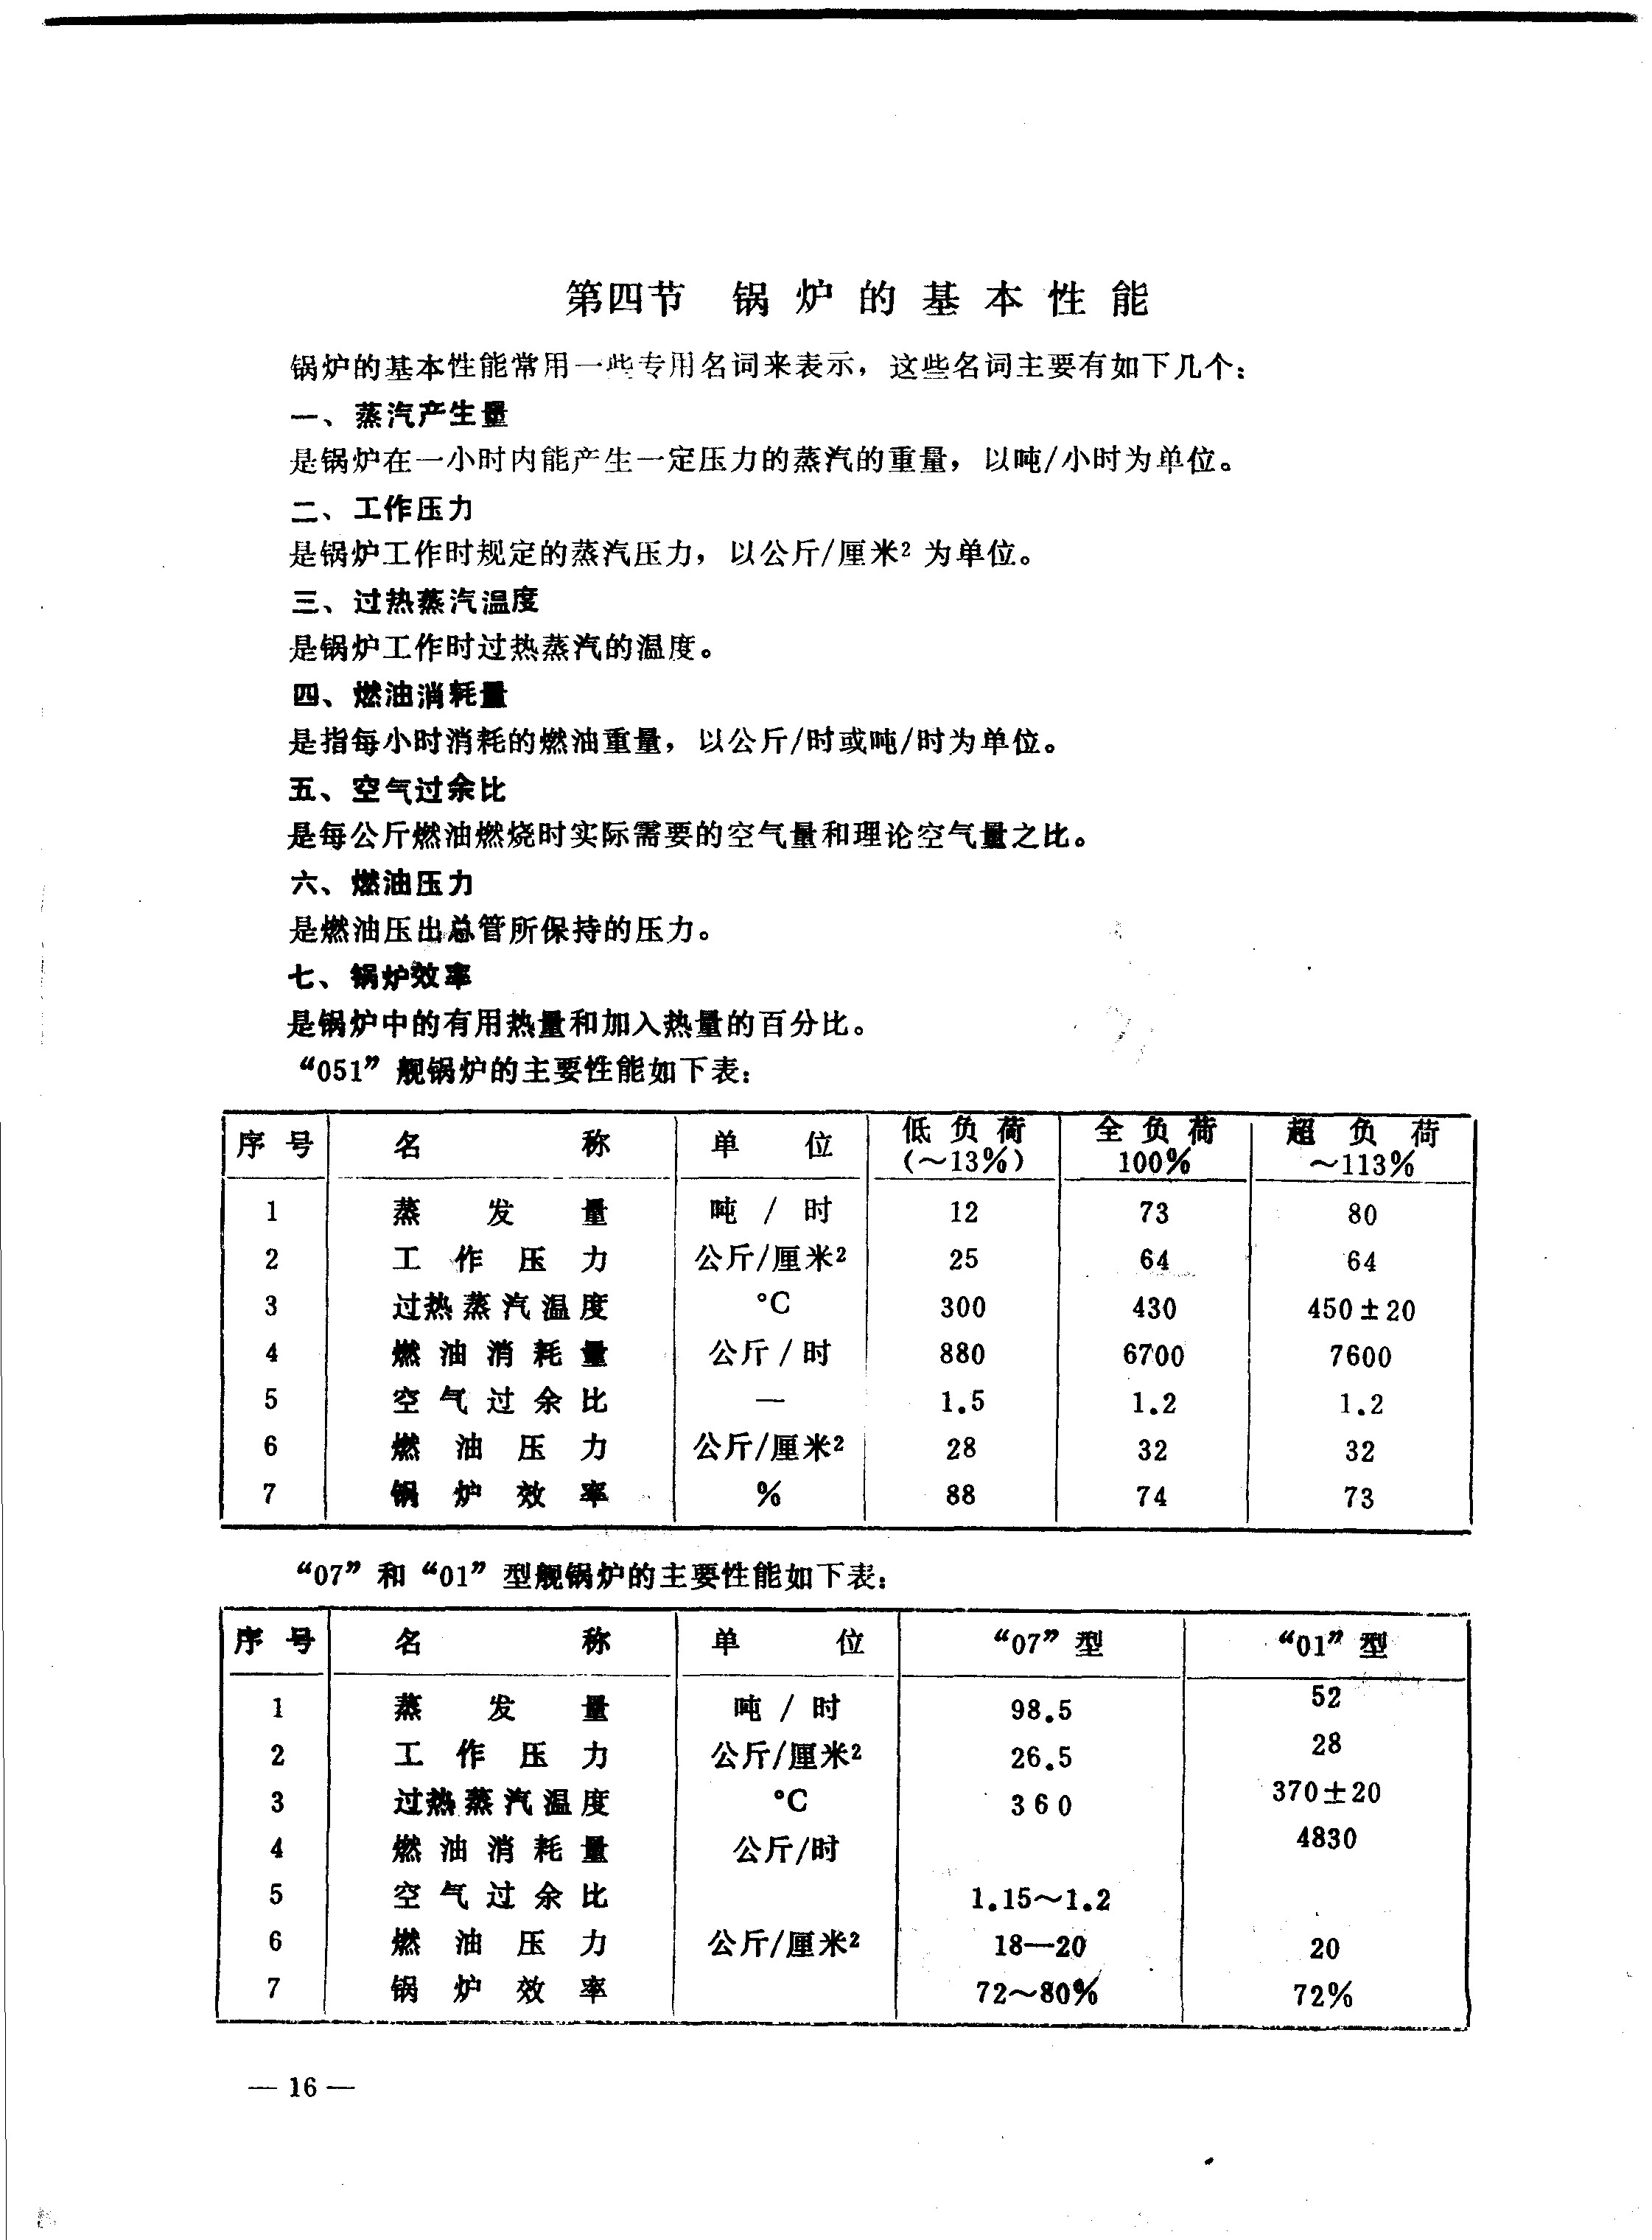 第四节 锅炉的基本性能
锅炉的基本性能常用一些专用名词来表示，这些名词主要有如下几个：
一、蒸汽产生量
是锅炉在一小时内能产生一定压力的蒸汽的重量，以吨/小时为单位。
二、工作压力
是锅炉工作时规定的蒸汽压力，以公斤/厘米² 为单位。
三、过热蒸汽温度
是锅炉工作时过热蒸汽的温度。
四、燃油消耗量
是指每小时消耗的燃油重量，以公斤/时或吨/时为单位。
五、空气过余比
是每公斤燃油燃烧时实际需要的空气量和理论空气量之比。
六、燃油压力
是燃油压出总管所保持的压力。
七、锅炉效率
是锅炉中的有用热量和加入热量的百分比。
“051”舰锅炉的主要性能如下表：
序号 名称 单位 低负荷（～13%） 全负荷100% 超负荷～113%
1 蒸发量 吨/时 12 73 80
2 工作压力 公斤/厘米² 25 64 64
3 过热蒸汽温度 °C 300 430 450±20
4 燃油消耗量 公斤/时 880 6700 7600
5 空气过余比 — 1.5 1.2 1.2
6 燃油压力 公斤/厘米² 28 32 32
7 锅炉效率 % 88 74 73
“07”和“01”型舰锅炉的主要性能如下表：
序号 名称 单位 “07”型 “01”型
1 蒸发量 吨/时 98.5 52
2 工作压力 公斤/厘米² 26.5 28
3 过热蒸汽温度 °C 360 370±20
4 燃油消耗量 公斤/时 4830
5 空气过余比 1.15～1.2
6 燃油压力 公斤/厘米² 18—20 20
7 锅炉效率 72～80% 72%
— 16 —